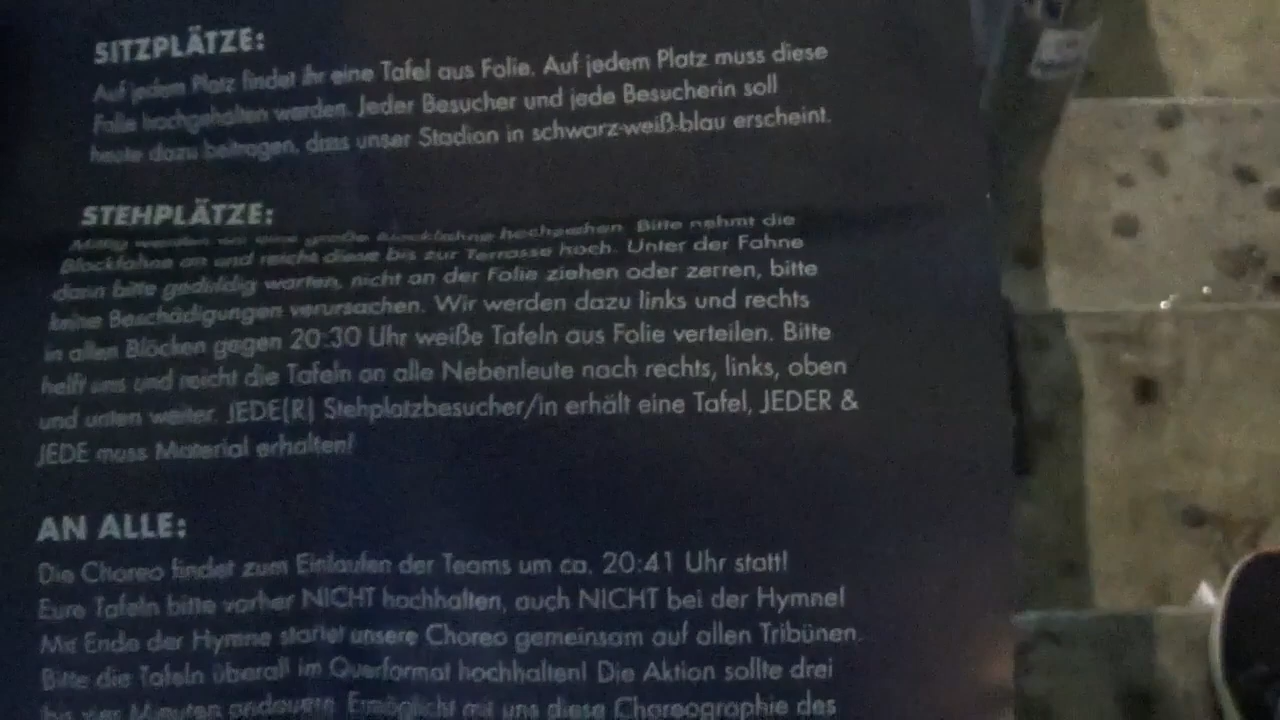 SITZPLÄTZE:
Auf jedem Platz findet ihr eine Tafel aus Folie. Auf jedem Platz muss diese
Folie hochgehalten werden. Jeder Besucher und jede Besucherin soll
heute dazu beitragen, dass unser Stadion in schwarz-weiß-blau erscheint.
STEHPLÄTZE:
Mittig werden wir eine große Blockfahne hochziehen. Bitte nehmt die
Blockfahne an und reicht diese bis zur Terrasse hoch. Unter der Fahne
dann bitte geduldig warten, nicht an der Folie ziehen oder zerren, bitte
keine Beschädigungen verursachen. Wir werden dazu links und rechts
in allen Blöcken gegen 20:30 Uhr weiße Tafeln aus Folie verteilen. Bitte
helft uns und reicht die Tafeln an alle Nebenleute nach rechts, links, oben
und unten weiter. JEDE(R) Stehplatzbesucher/in erhält eine Tafel, JEDER &
JEDE muss Material erhalten!
AN ALLE:
Die Choreo findet zum Einlaufen der Teams um ca. 20:41 Uhr statt!
Eure Tafeln bitte vorher NICHT hochhalten, auch NICHT bei der Hymne!
Mit Ende der Hymne startet unsere Choreo gemeinsam auf allen Tribünen.
Bitte die Tafeln überall im Querformat hochhalten! Die Aktion sollte drei
bis vier Minuten andauern. Ermöglicht mit uns diese Choreographie des